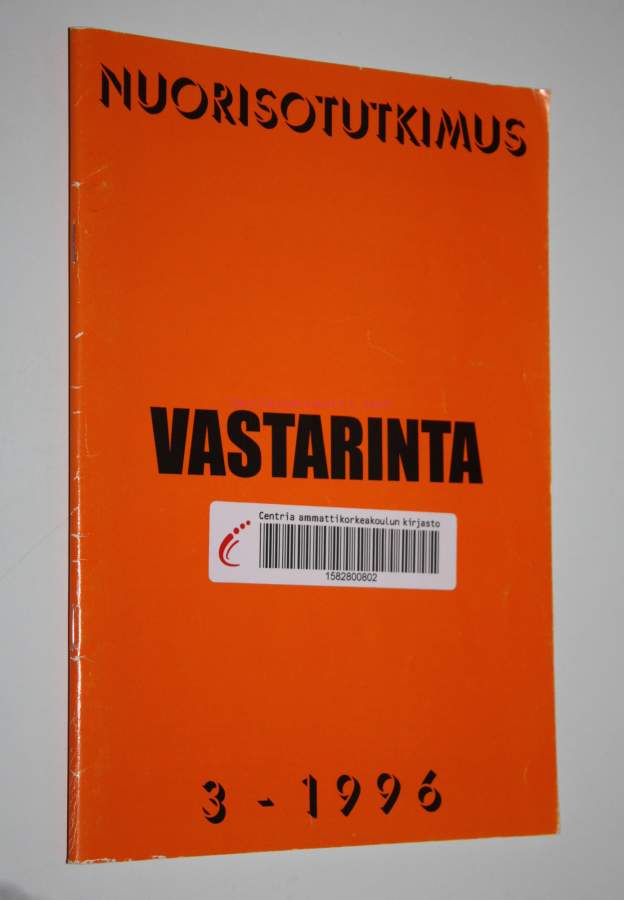 NUORISOTUTKIMUS
VASTARINTA
Centria ammattikorkeakoulun kirjasto
1582800802
3 - 1996